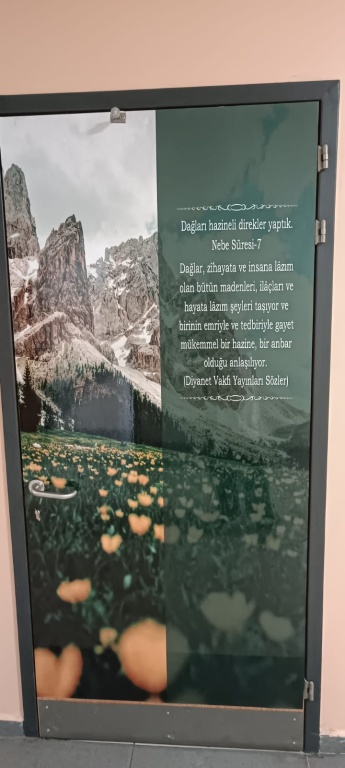 Dağları hazineli direkler yaptık.
Nebe Sûresi-7
Dağlar, zihayata ve insana lâzım
olan bütün madenleri, ilâçları ve
hayata lâzım şeyleri taşıyor ve
birinin emriyle ve tedbiriyle gayet
mükemmel bir hazine, bir anbar
olduğu anlaşılıyor.
(Diyanet Vakfı Yayınları Sözler)